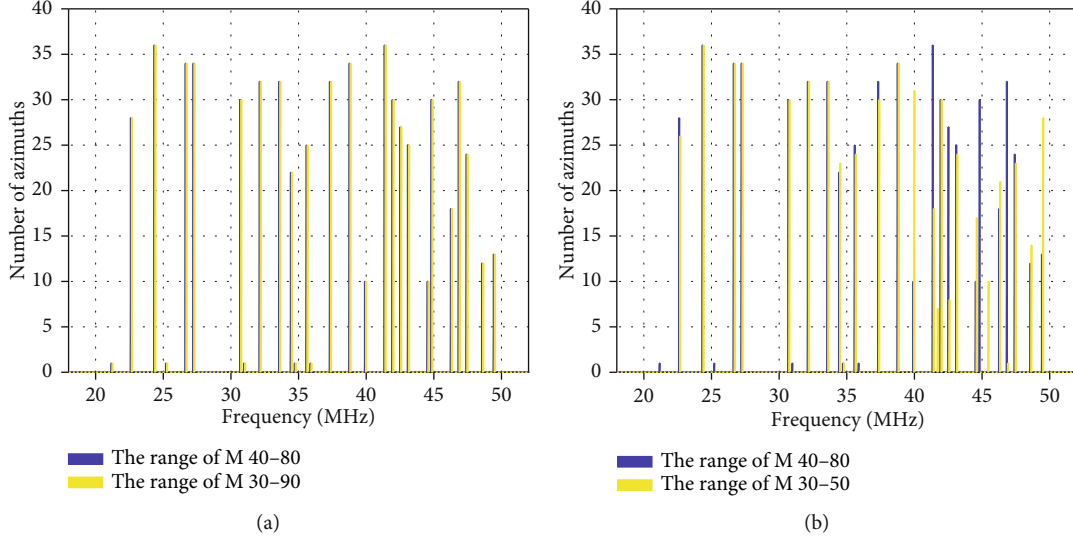 40
35
30
25
20
15
10
5
0
Number of azimuths
20 25 30 35 40 45 50
Frequency (MHz)
The range of M 40–80
The range of M 30–90
(a)
40
35
30
25
20
15
10
5
0
Number of azimuths
20 25 30 35 40 45 50
Frequency (MHz)
The range of M 40–80
The range of M 30–50
(b)